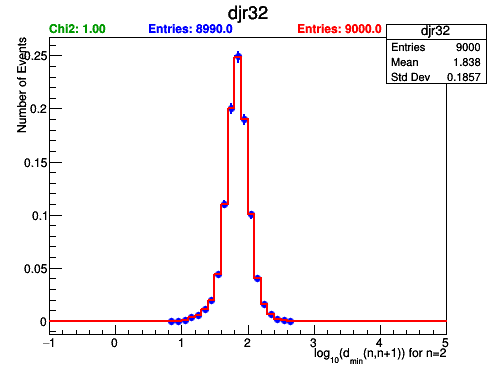 djr32
Chi2: 1.00 Entries: 8990.0 Entries: 9000.0
djr32
Entries 9000
Mean 1.838
Std Dev 0.1857
Number of Events
0.25
0.2
0.15
0.1
0.05
0
−1 0 1 2 3 4 5
log10(dmin(n,n+1)) for n=2